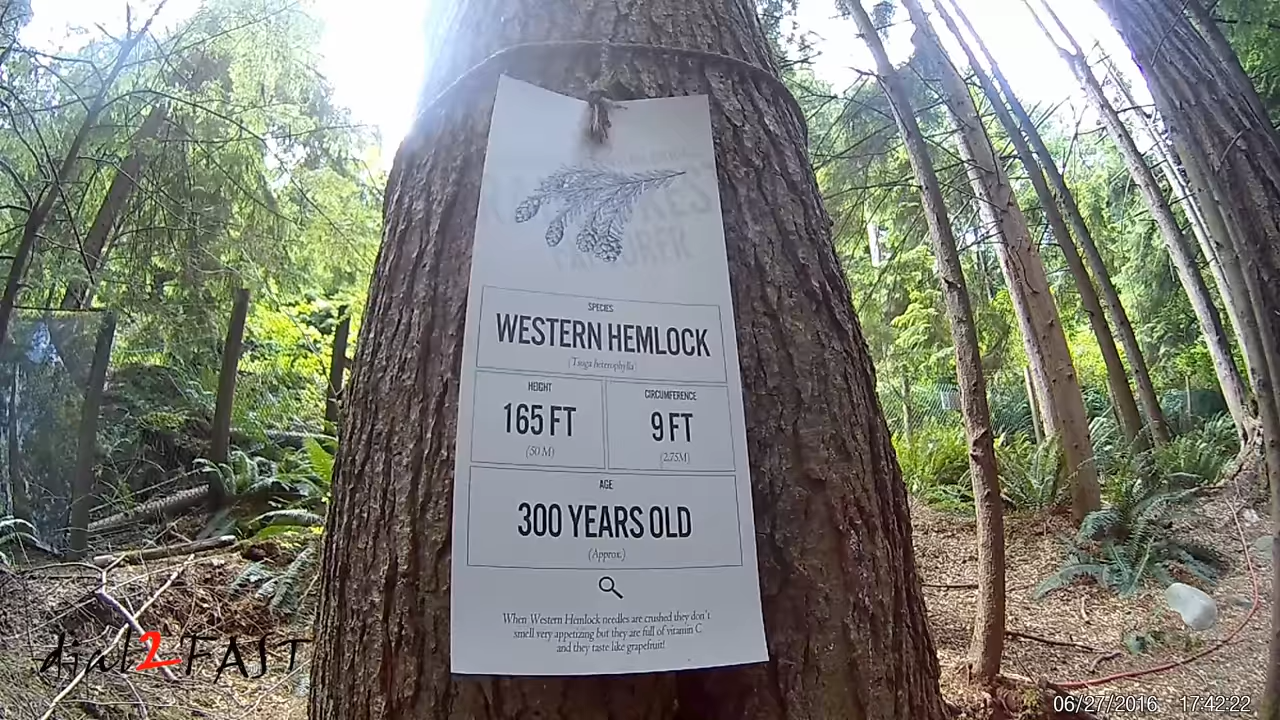 SPECIES
WESTERN HEMLOCK
(Tsuga heterophylla)
HEIGHT
165 FT
(50 M)
CIRCUMFERENCE
9 FT
(2.75M)
AGE
300 YEARS OLD
(Approx.)
When Western Hemlock needles are crushed they don't
smell very appetizing but they are full of vitamin C
and they taste like grapefruit!
dial2FAST
06/27/2016 17:42:22